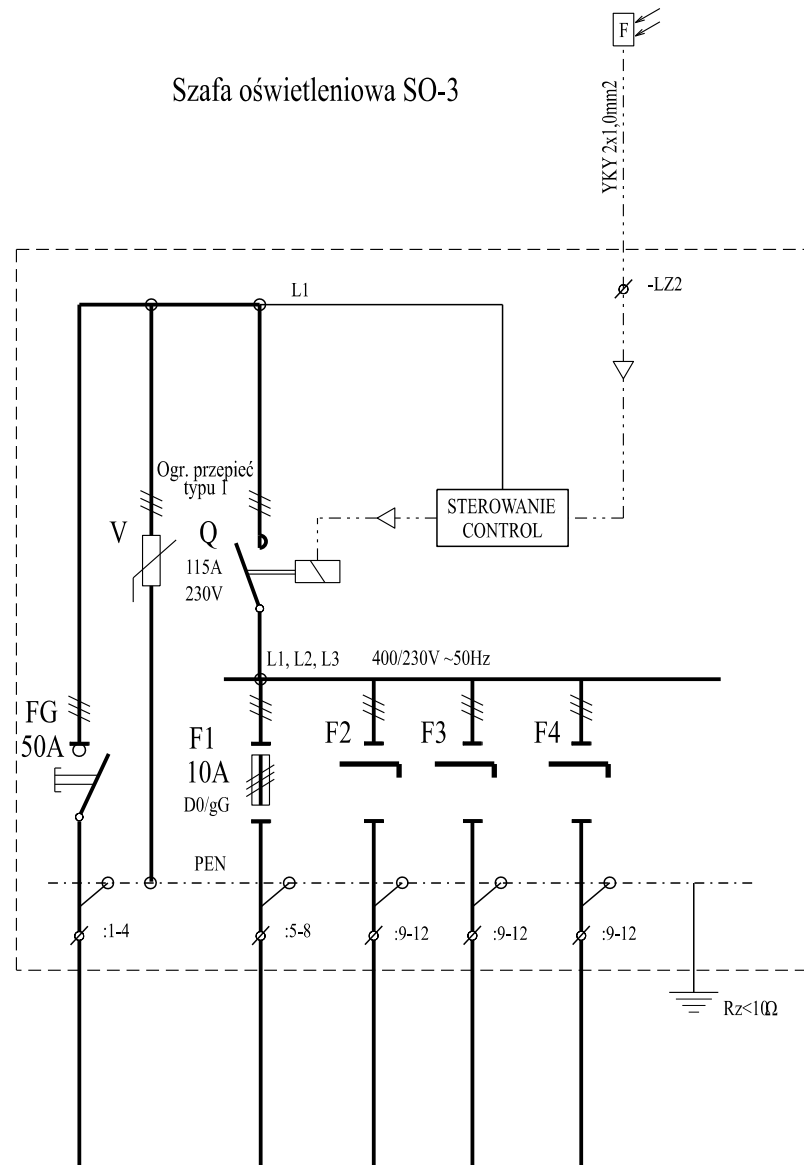 F
Szafa oświetleniowa SO-3
YKY 2x1,0mm2
L1
-LZ2
Ogr. przepieć
typu 1
STEROWANIE
CONTROL
V
Q
115A
230V
L1, L2, L3
400/230V ~50Hz
FG
50A
F1
10A
D0/gG
F2
F3
F4
PEN
:1-4
:5-8
:9-12
:9-12
:9-12
Rz<10Ω